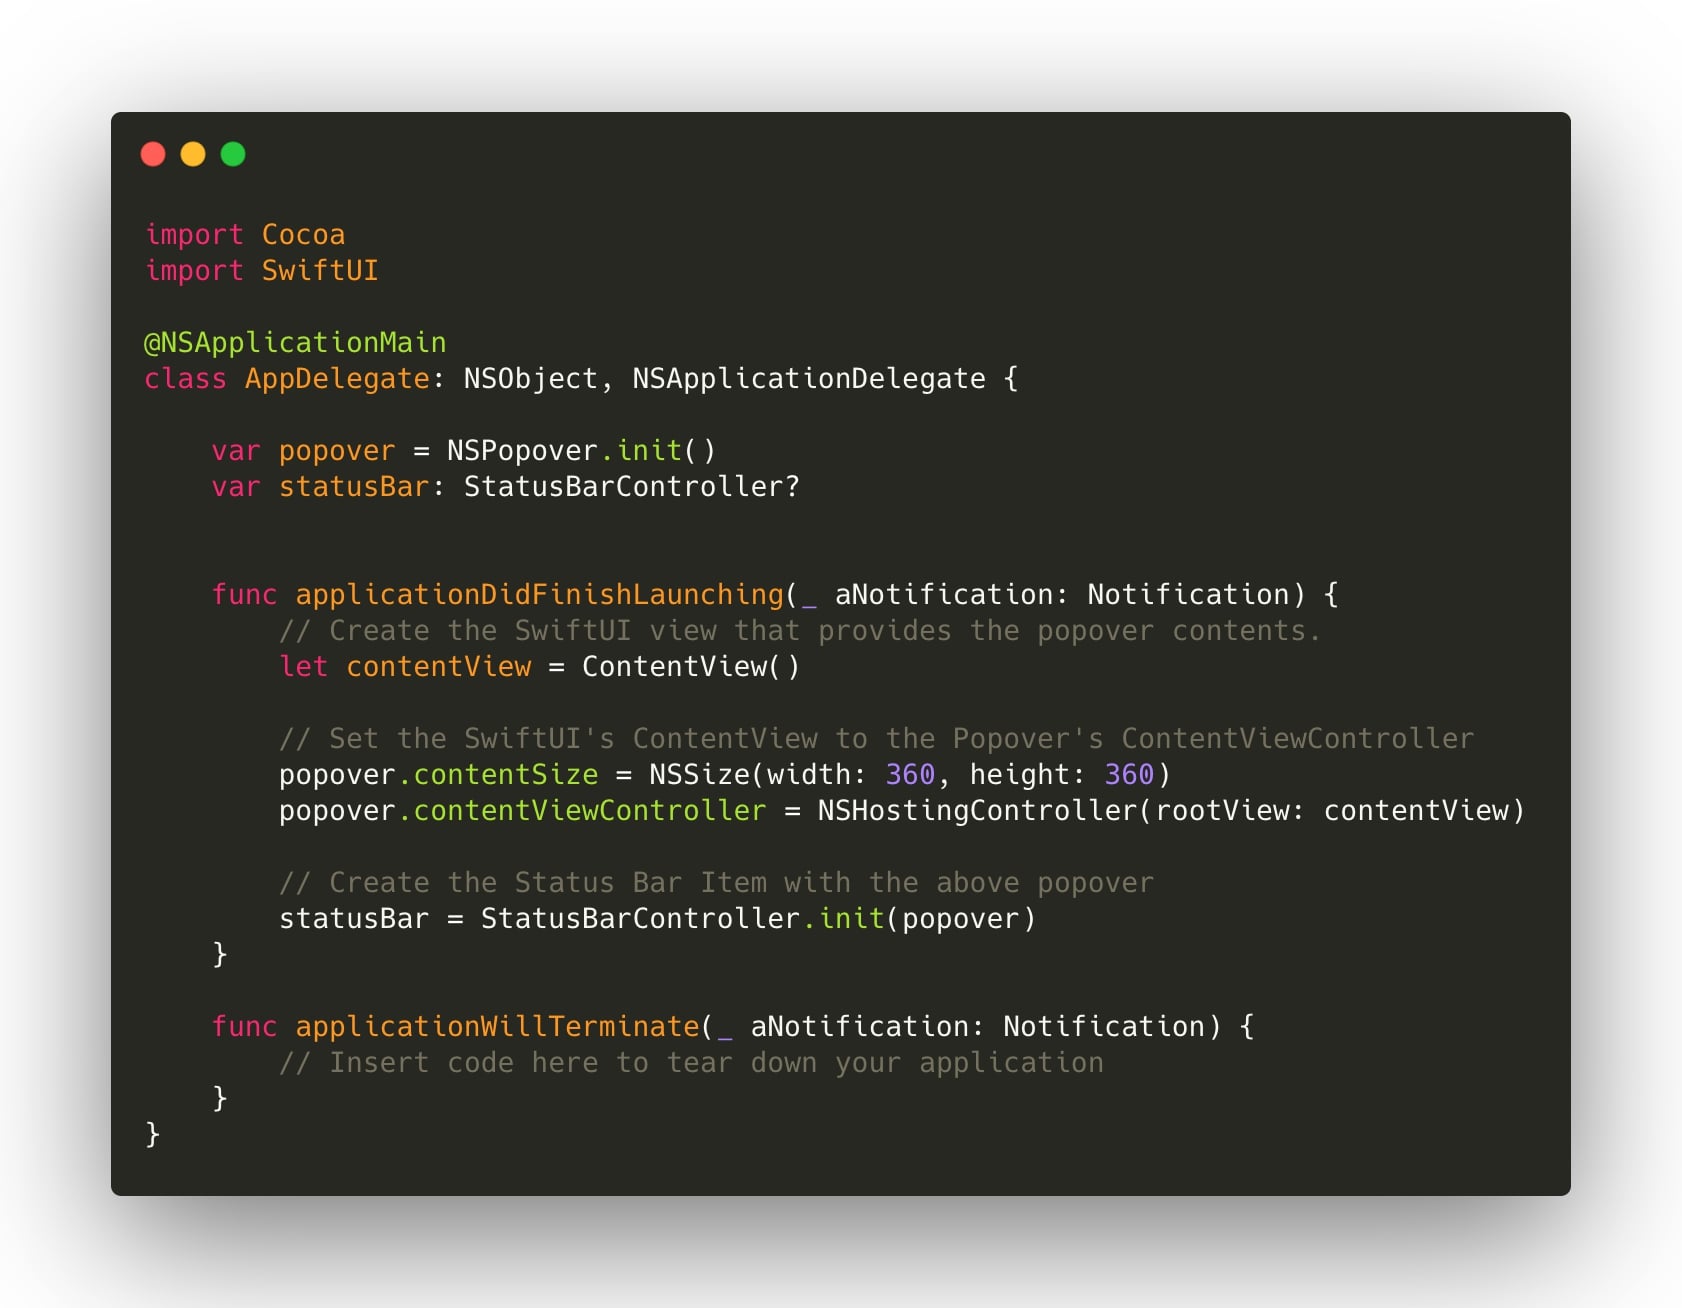 import Cocoa
import SwiftUI
@NSApplicationMain
class AppDelegate: NSObject, NSApplicationDelegate {
    var popover = NSPopover.init()
    var statusBar: StatusBarController?
    func applicationDidFinishLaunching(_ aNotification: Notification) {
        // Create the SwiftUI view that provides the popover contents.
        let contentView = ContentView()
        // Set the SwiftUI's ContentView to the Popover's ContentViewController
        popover.contentSize = NSSize(width: 360, height: 360)
        popover.contentViewController = NSHostingController(rootView: contentView)
        // Create the Status Bar Item with the above popover
        statusBar = StatusBarController.init(popover)
    }
    func applicationWillTerminate(_ aNotification: Notification) {
        // Insert code here to tear down your application
    }
}